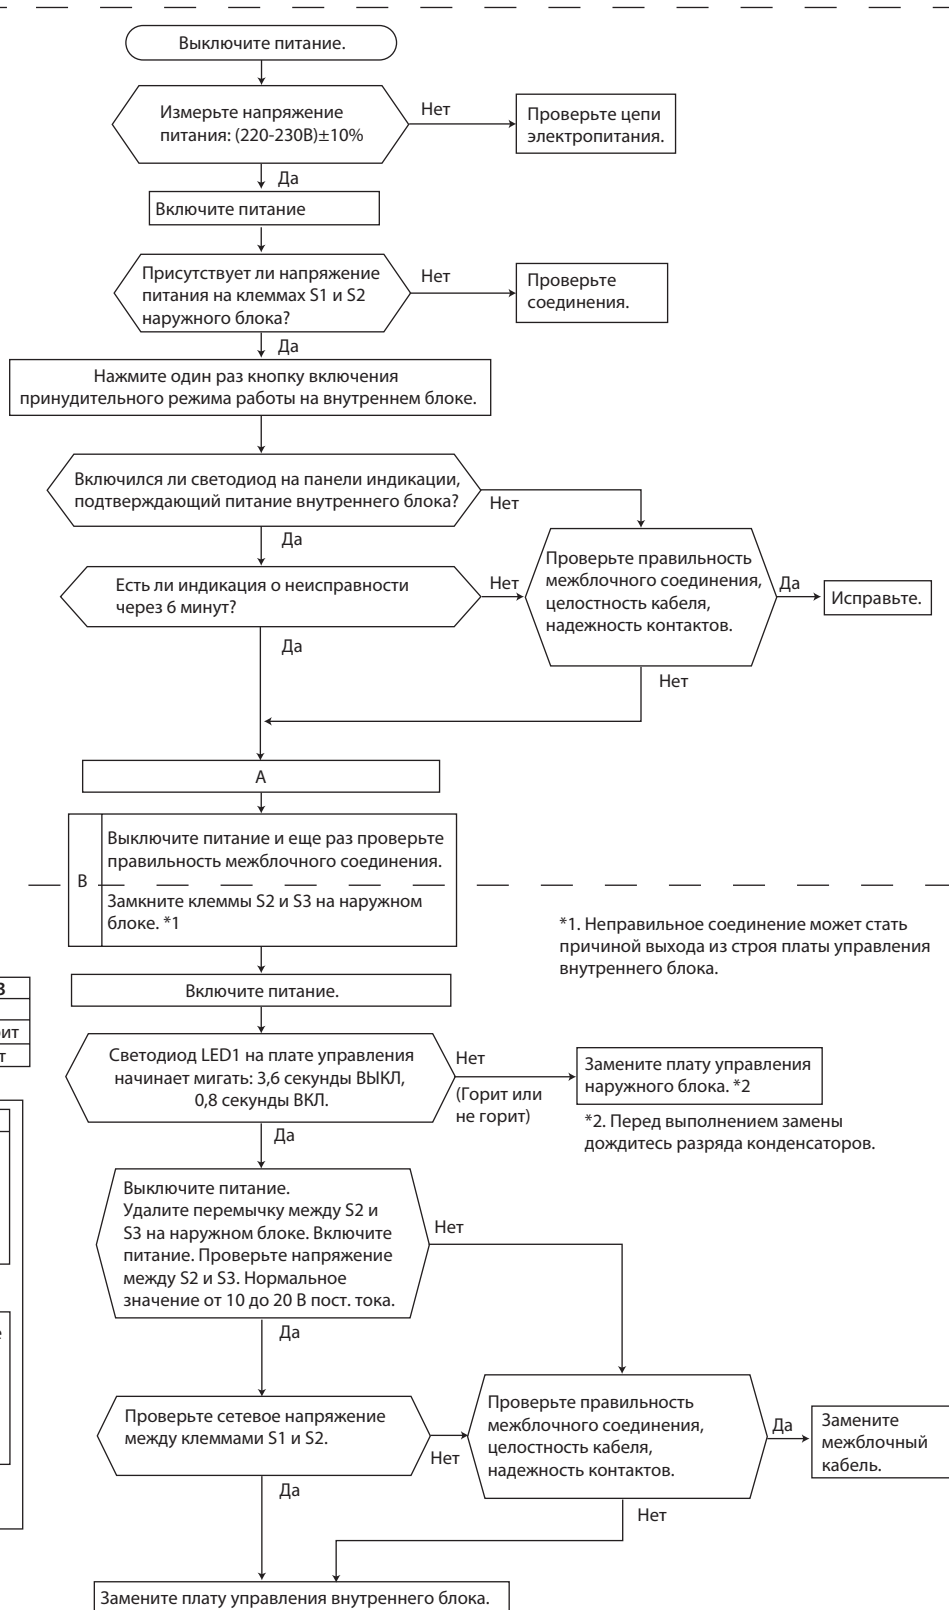 Выключите питание.
Измерьте напряжение
питания: (220-230В)±10%
Нет
Проверьте цепи
электропитания.
Да
Включите питание
Присутствует ли напряжение
питания на клеммах S1 и S2
наружного блока?
Нет
Проверьте
соединения.
Да
Нажмите один раз кнопку включения
принудительного режима работы на внутреннем блоке.
Включился ли светодиод на панели индикации,
подтверждающий питание внутреннего блока?
Нет
Да
Проверьте правильность
межблочного соединения,
целостность кабеля,
надежность контактов.
Да
Исправьте.
Есть ли индикация о неисправности
через 6 минут?
Нет
Да
Нет
A
B
Выключите питание и еще раз проверьте
правильность межблочного соединения.
Замкните клеммы S2 и S3 на наружном
блоке. *1
*1. Неправильное соединение может стать
причиной выхода из строя платы управления
внутреннего блока.
Включите питание.
Светодиод LED1 на плате управления
начинает мигать: 3,6 секунды ВЫКЛ,
0,8 секунды ВКЛ.
Нет
(Горит или
не горит)
Замените плату управления
наружного блока. *2
*2. Перед выполнением замены
дождитесь разряда конденсаторов.
Да
Выключите питание.
Удалите перемычку между S2 и
S3 на наружном блоке. Включите
питание. Проверьте напряжение
между S2 и S3. Нормальное
значение от 10 до 20 В пост. тока.
Нет
Да
Проверьте сетевое напряжение
между клеммами S1 и S2.
Нет
Проверьте правильность
межблочного соединения,
целостность кабеля,
надежность контактов.
Да
Замените
межблочный
кабель.
Да
Нет
Замените плату управления внутреннего блока.